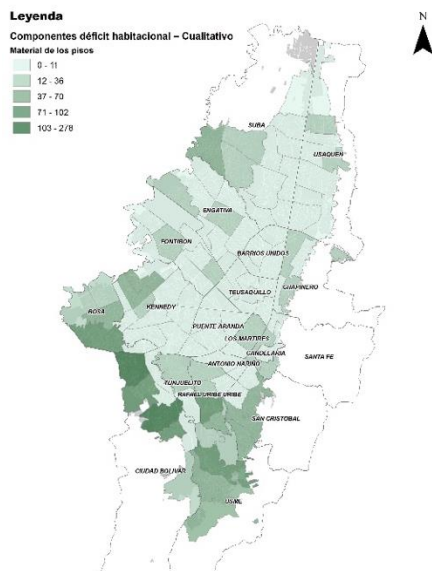 Leyenda
Componentes déficit habitacional – Cualitativo
Material de los pisos
0 - 11
12 - 36
37 - 70
71 - 102
103 - 278
N
SUBA
USAQUEN
ENGATIVA
FONTIBON
BARRIOS UNIDOS
TEUSAQUILLO
CHAPINERO
BOSA
KENNEDY
PUENTE ARANDA
LOS MARTIRES
CANDELARIA
SANTA FE
ANTONIO NARIÑO
TUNJUELITO
RAFAEL URIBE URIBE
SAN CRISTOBAL
CIUDAD BOLIVAR
USME